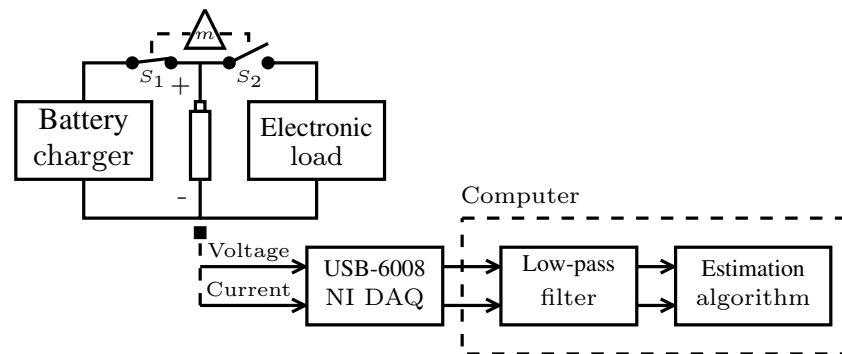 m
S1 S2
+
Battery
charger
Electronic
load
-
Computer
Voltage
Current
USB-6008
NI DAQ
Low-pass
filter
Estimation
algorithm